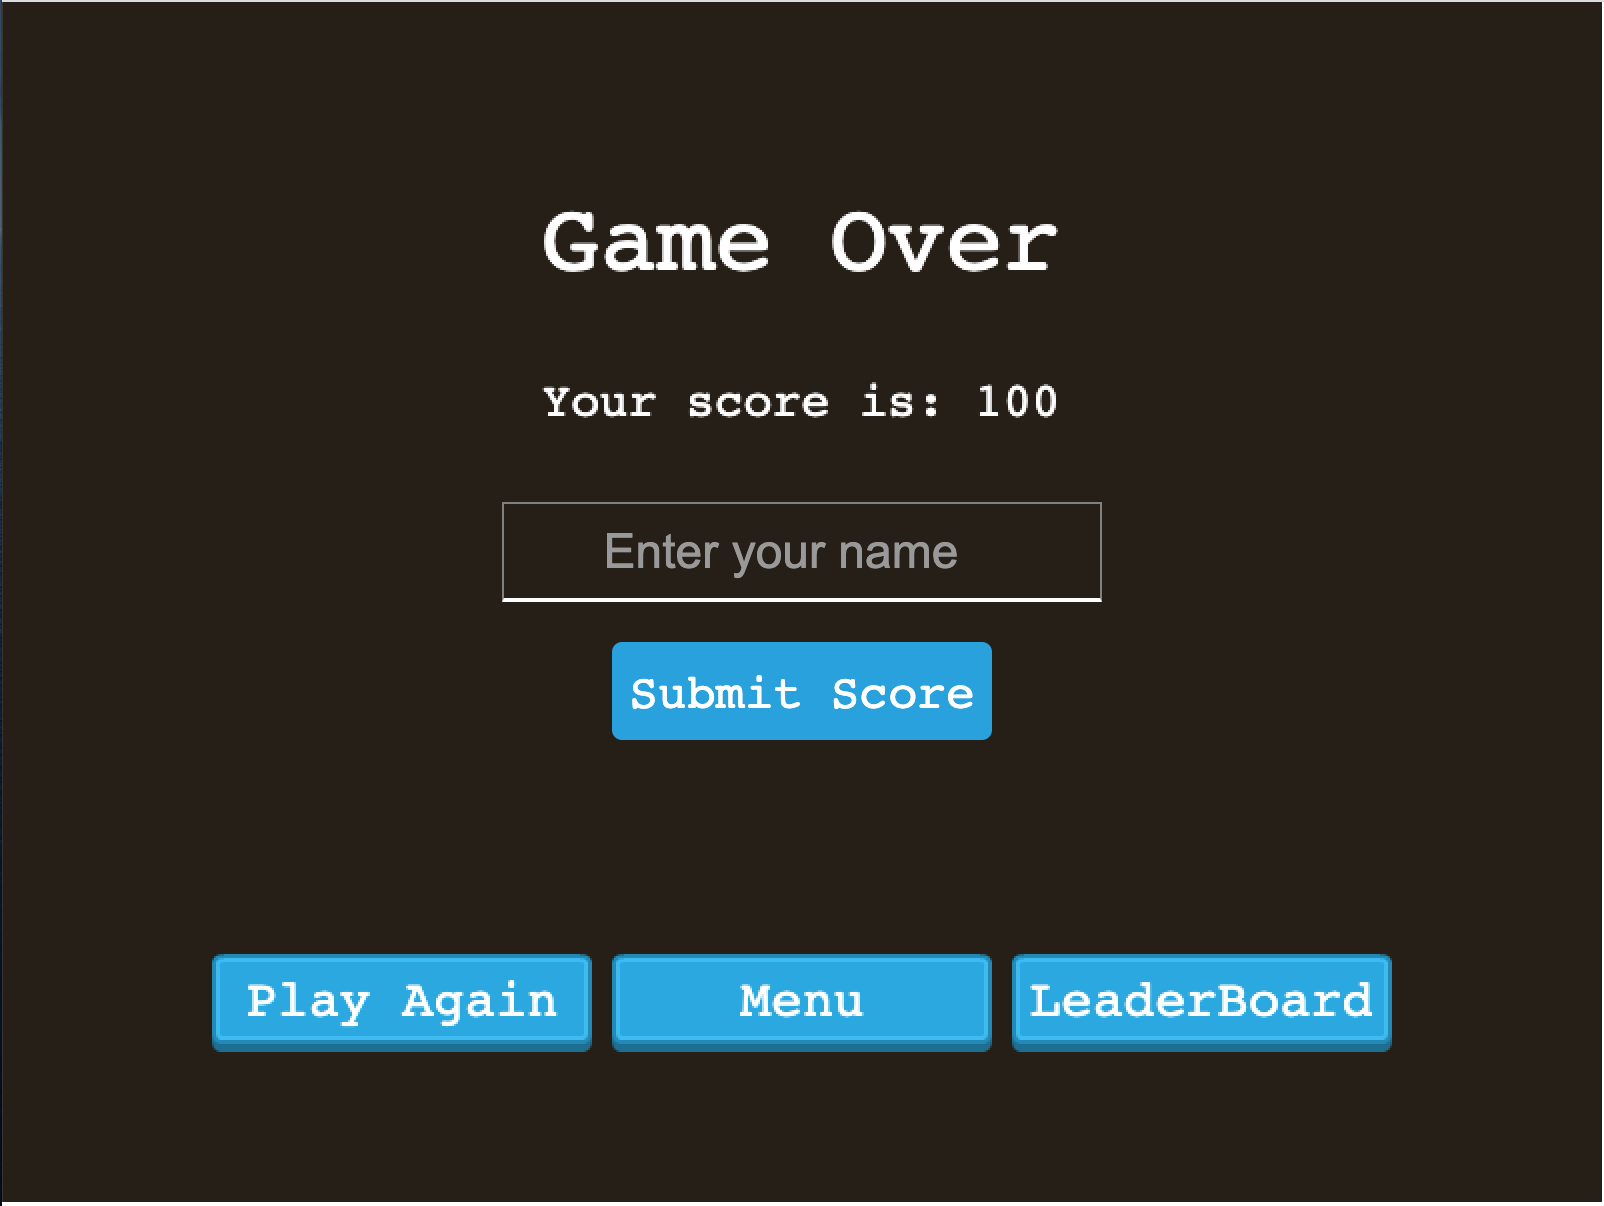 Game Over
Your score is: 100
Enter your name
Submit Score
Play Again
Menu
LeaderBoard